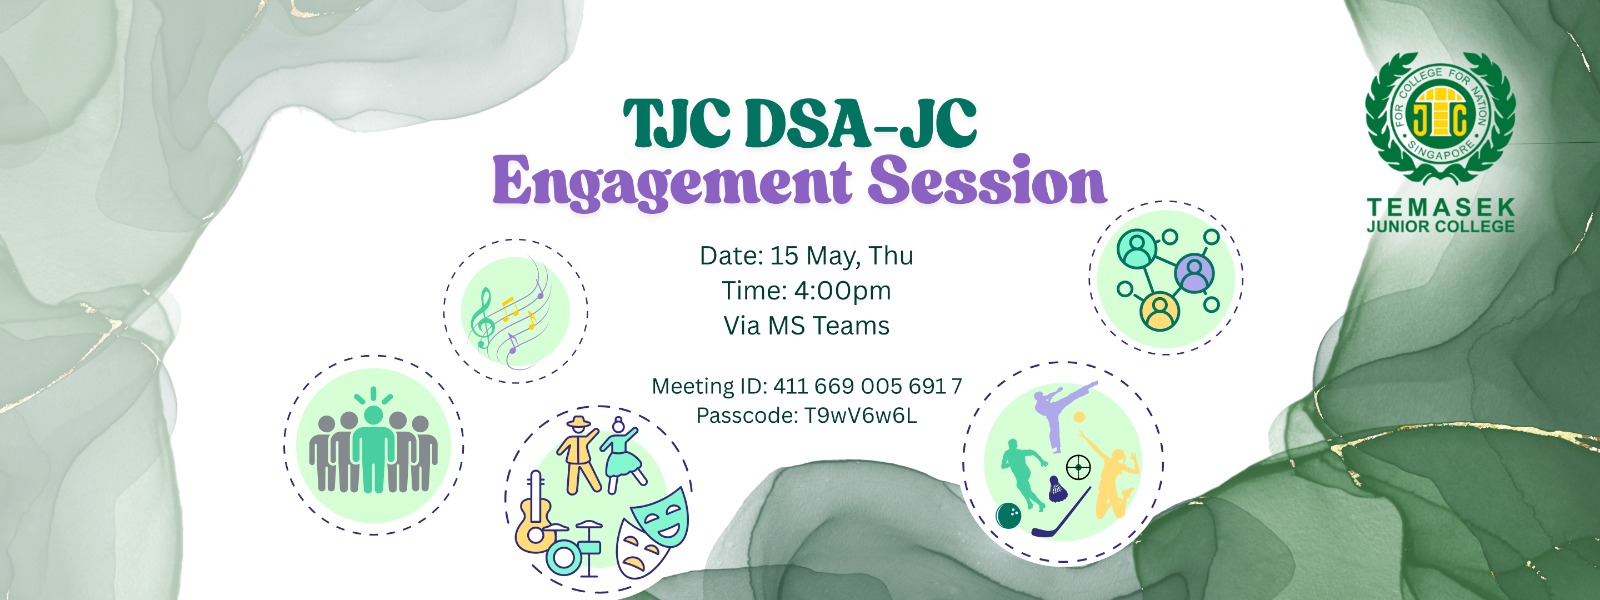 TJC DSA-JC
Engagement Session
Date: 15 May, Thu
Time: 4:00pm
Via MS Teams
Meeting ID: 411 669 005 691 7
Passcode: T9wV6w6L
FOR COLLEGE FOR NATION
TJC
SINGAPORE
TEMASEK
JUNIOR COLLEGE